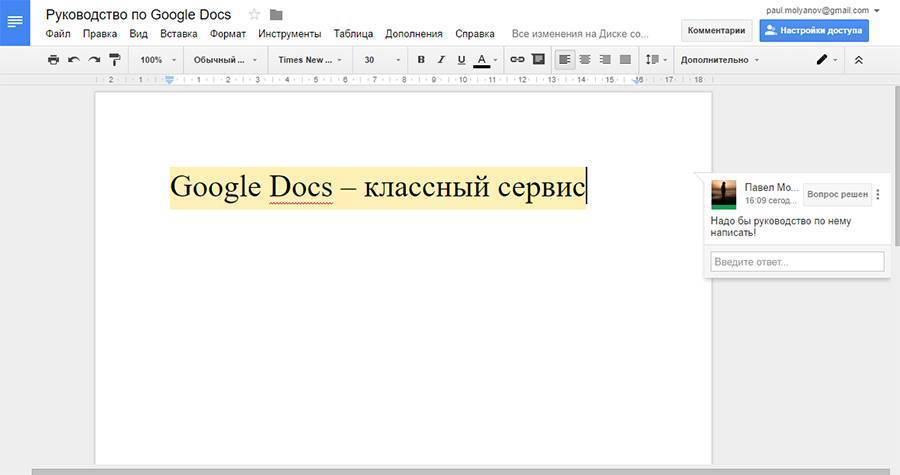 Руководство по Google Docs
paul.molyanov@gmail.com
Файл Правка Вид Вставка Формат Инструменты Таблица Дополнения Справка Все изменения на Диске со...
Комментарии
Настройки доступа
100% Обычный ... Times New ... 30 B I U A Дополнительно
2 1 1 2 3 4 5 6 7 8 9 10 11 12 13 14 15 16 17 18
Google Docs – классный сервис
Павел Мо...
16:09 сегод...
Вопрос решен
Надо бы руководство по нему
написать!
Введите ответ...